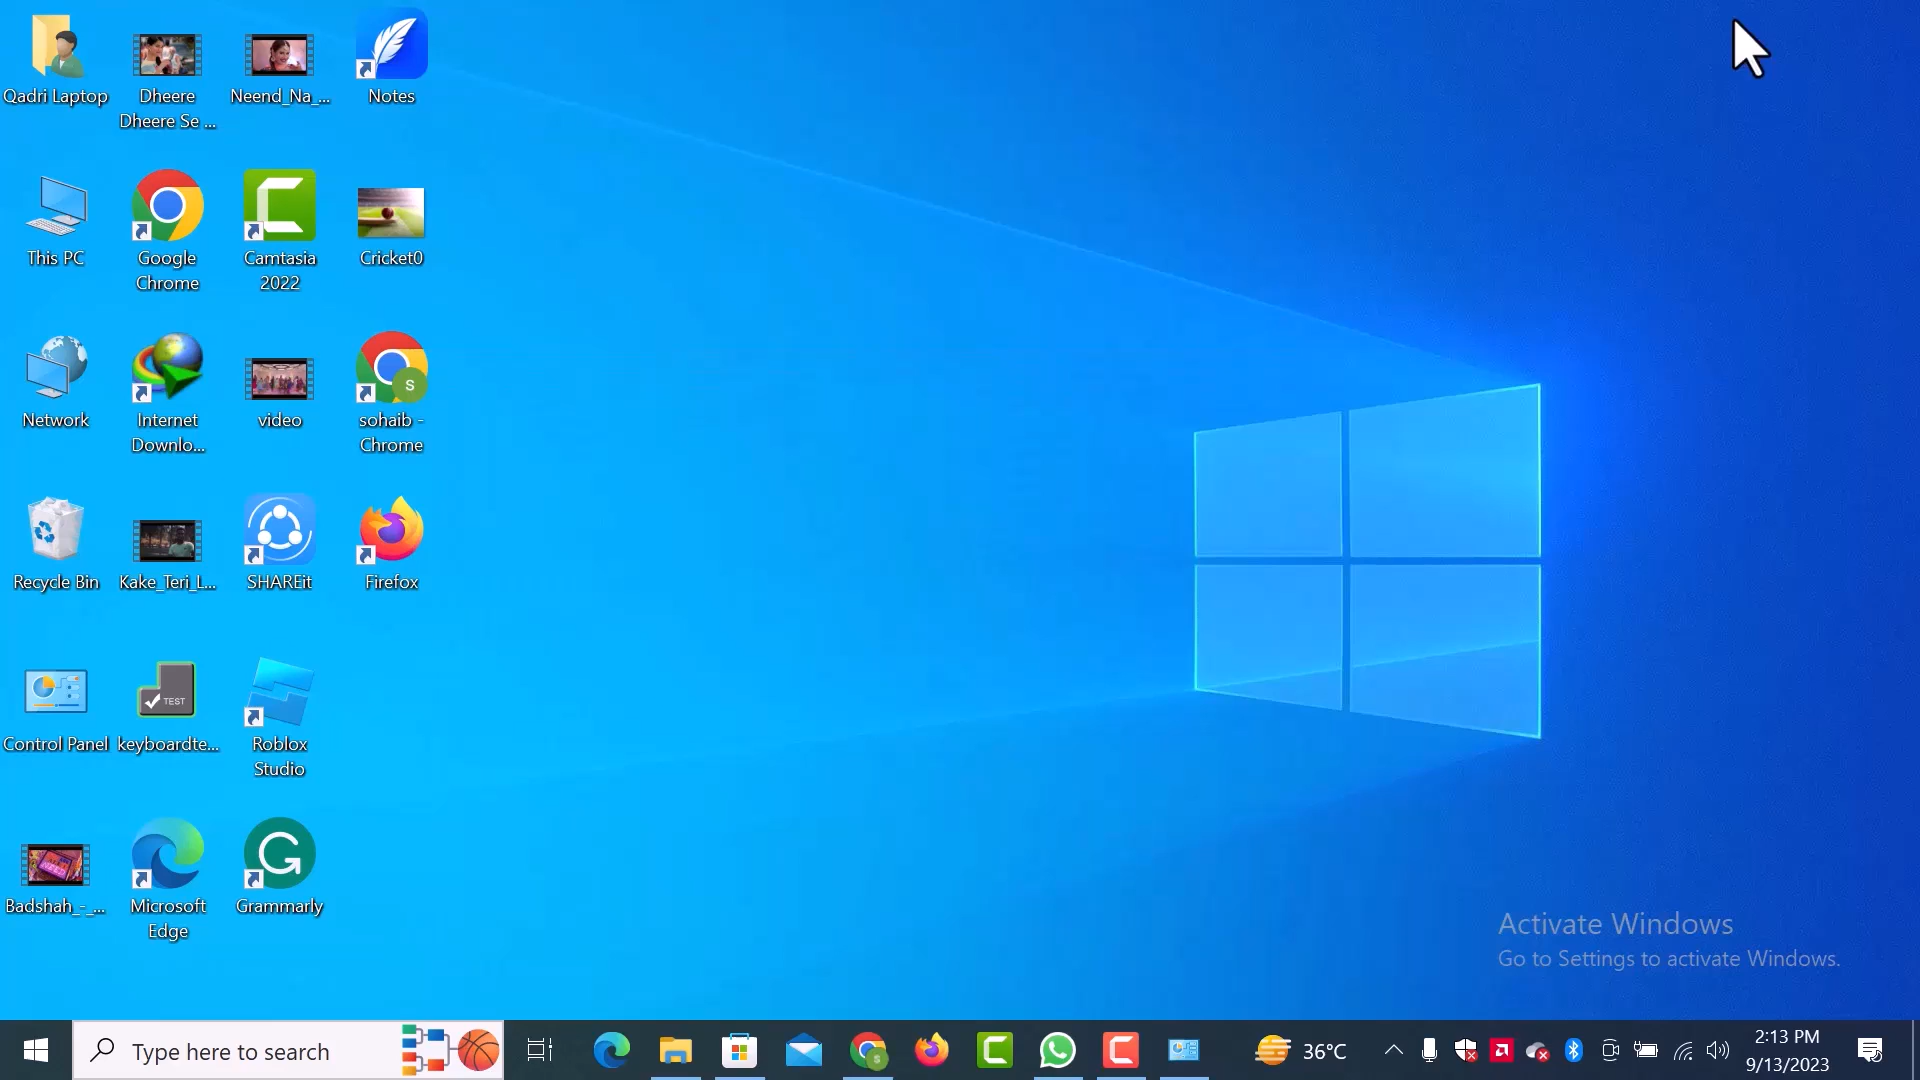 Qadri Laptop
Dheere
Dheere Se ...
Neend_Na_...
Notes
This PC
Google
Chrome
Camtasia
2022
Cricket0
Network
Internet
Downlo...
video
S
sohaib -
Chrome
Recycle Bin
Kake_Teri_L...
SHAREit
Firefox
TEST
Control Panel
keyboardte...
Roblox
Studio
Badshah_-_...
Microsoft
Edge
Grammarly
Activate Windows
Go to Settings to activate Windows.
Type here to search
36°C
2:13 PM
9/13/2023